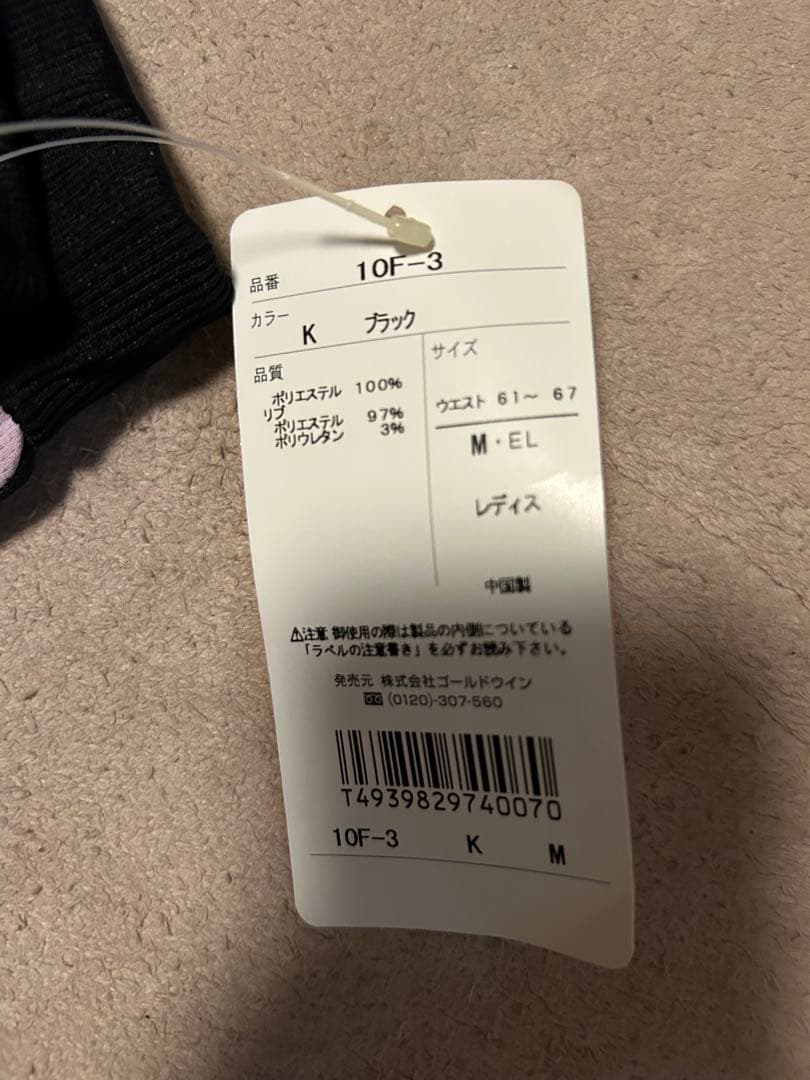 品番 10F-3
カラー K ブラック
品質
ポリエステル 100%
リブ
ポリエステル 97%
ポリウレタン 3%
サイズ
ウエスト 61〜 67
M・EL
レディス
中国製
⚠注意 御使用の際は製品の内側についている
「ラベルの注意書き」を必ずお読み下さい。
発売元 株式会社ゴールドウイン
(0120)-307-560
T4939829740070
10F-3 K M